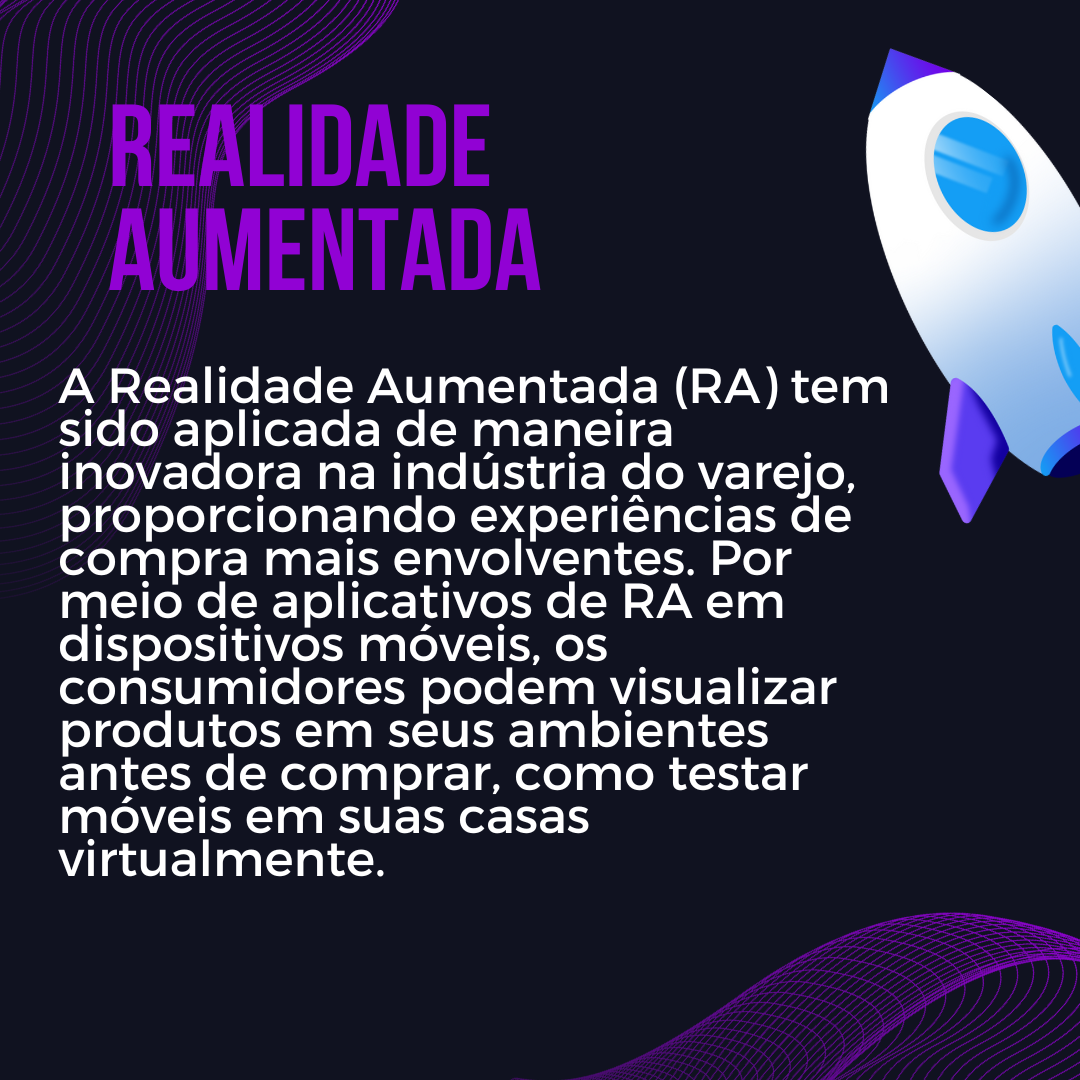 REALIDADE
AUMENTADA
A Realidade Aumentada (RA) tem
sido aplicada de maneira
inovadora na indústria do varejo,
proporcionando experiências de
compra mais envolventes. Por
meio de aplicativos de RA em
dispositivos móveis, os
consumidores podem visualizar
produtos em seus ambientes
antes de comprar, como testar
móveis em suas casas
virtualmente.